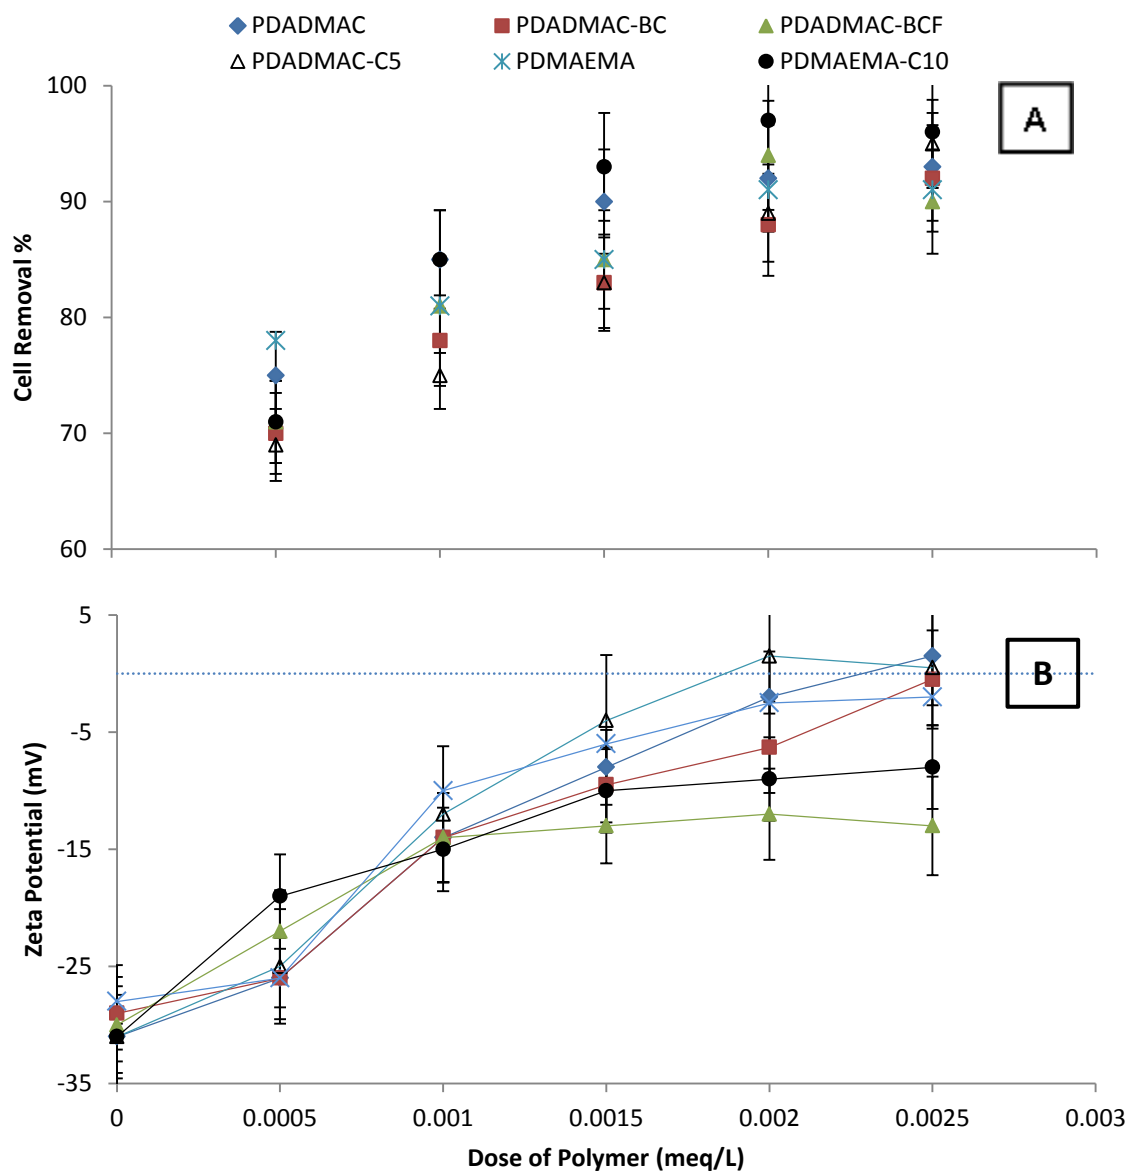 PDADMAC PDADMAC-BC PDADMAC-BCF
PDADMAC-C5 PDMAEMA PDMAEMA-C10
100
90
80
70
60
Cell Removal %
A
5
-5
-15
-25
-35
Zeta Potential (mV)
B
0 0.0005 0.001 0.0015 0.002 0.0025 0.003
Dose of Polymer (meq/L)